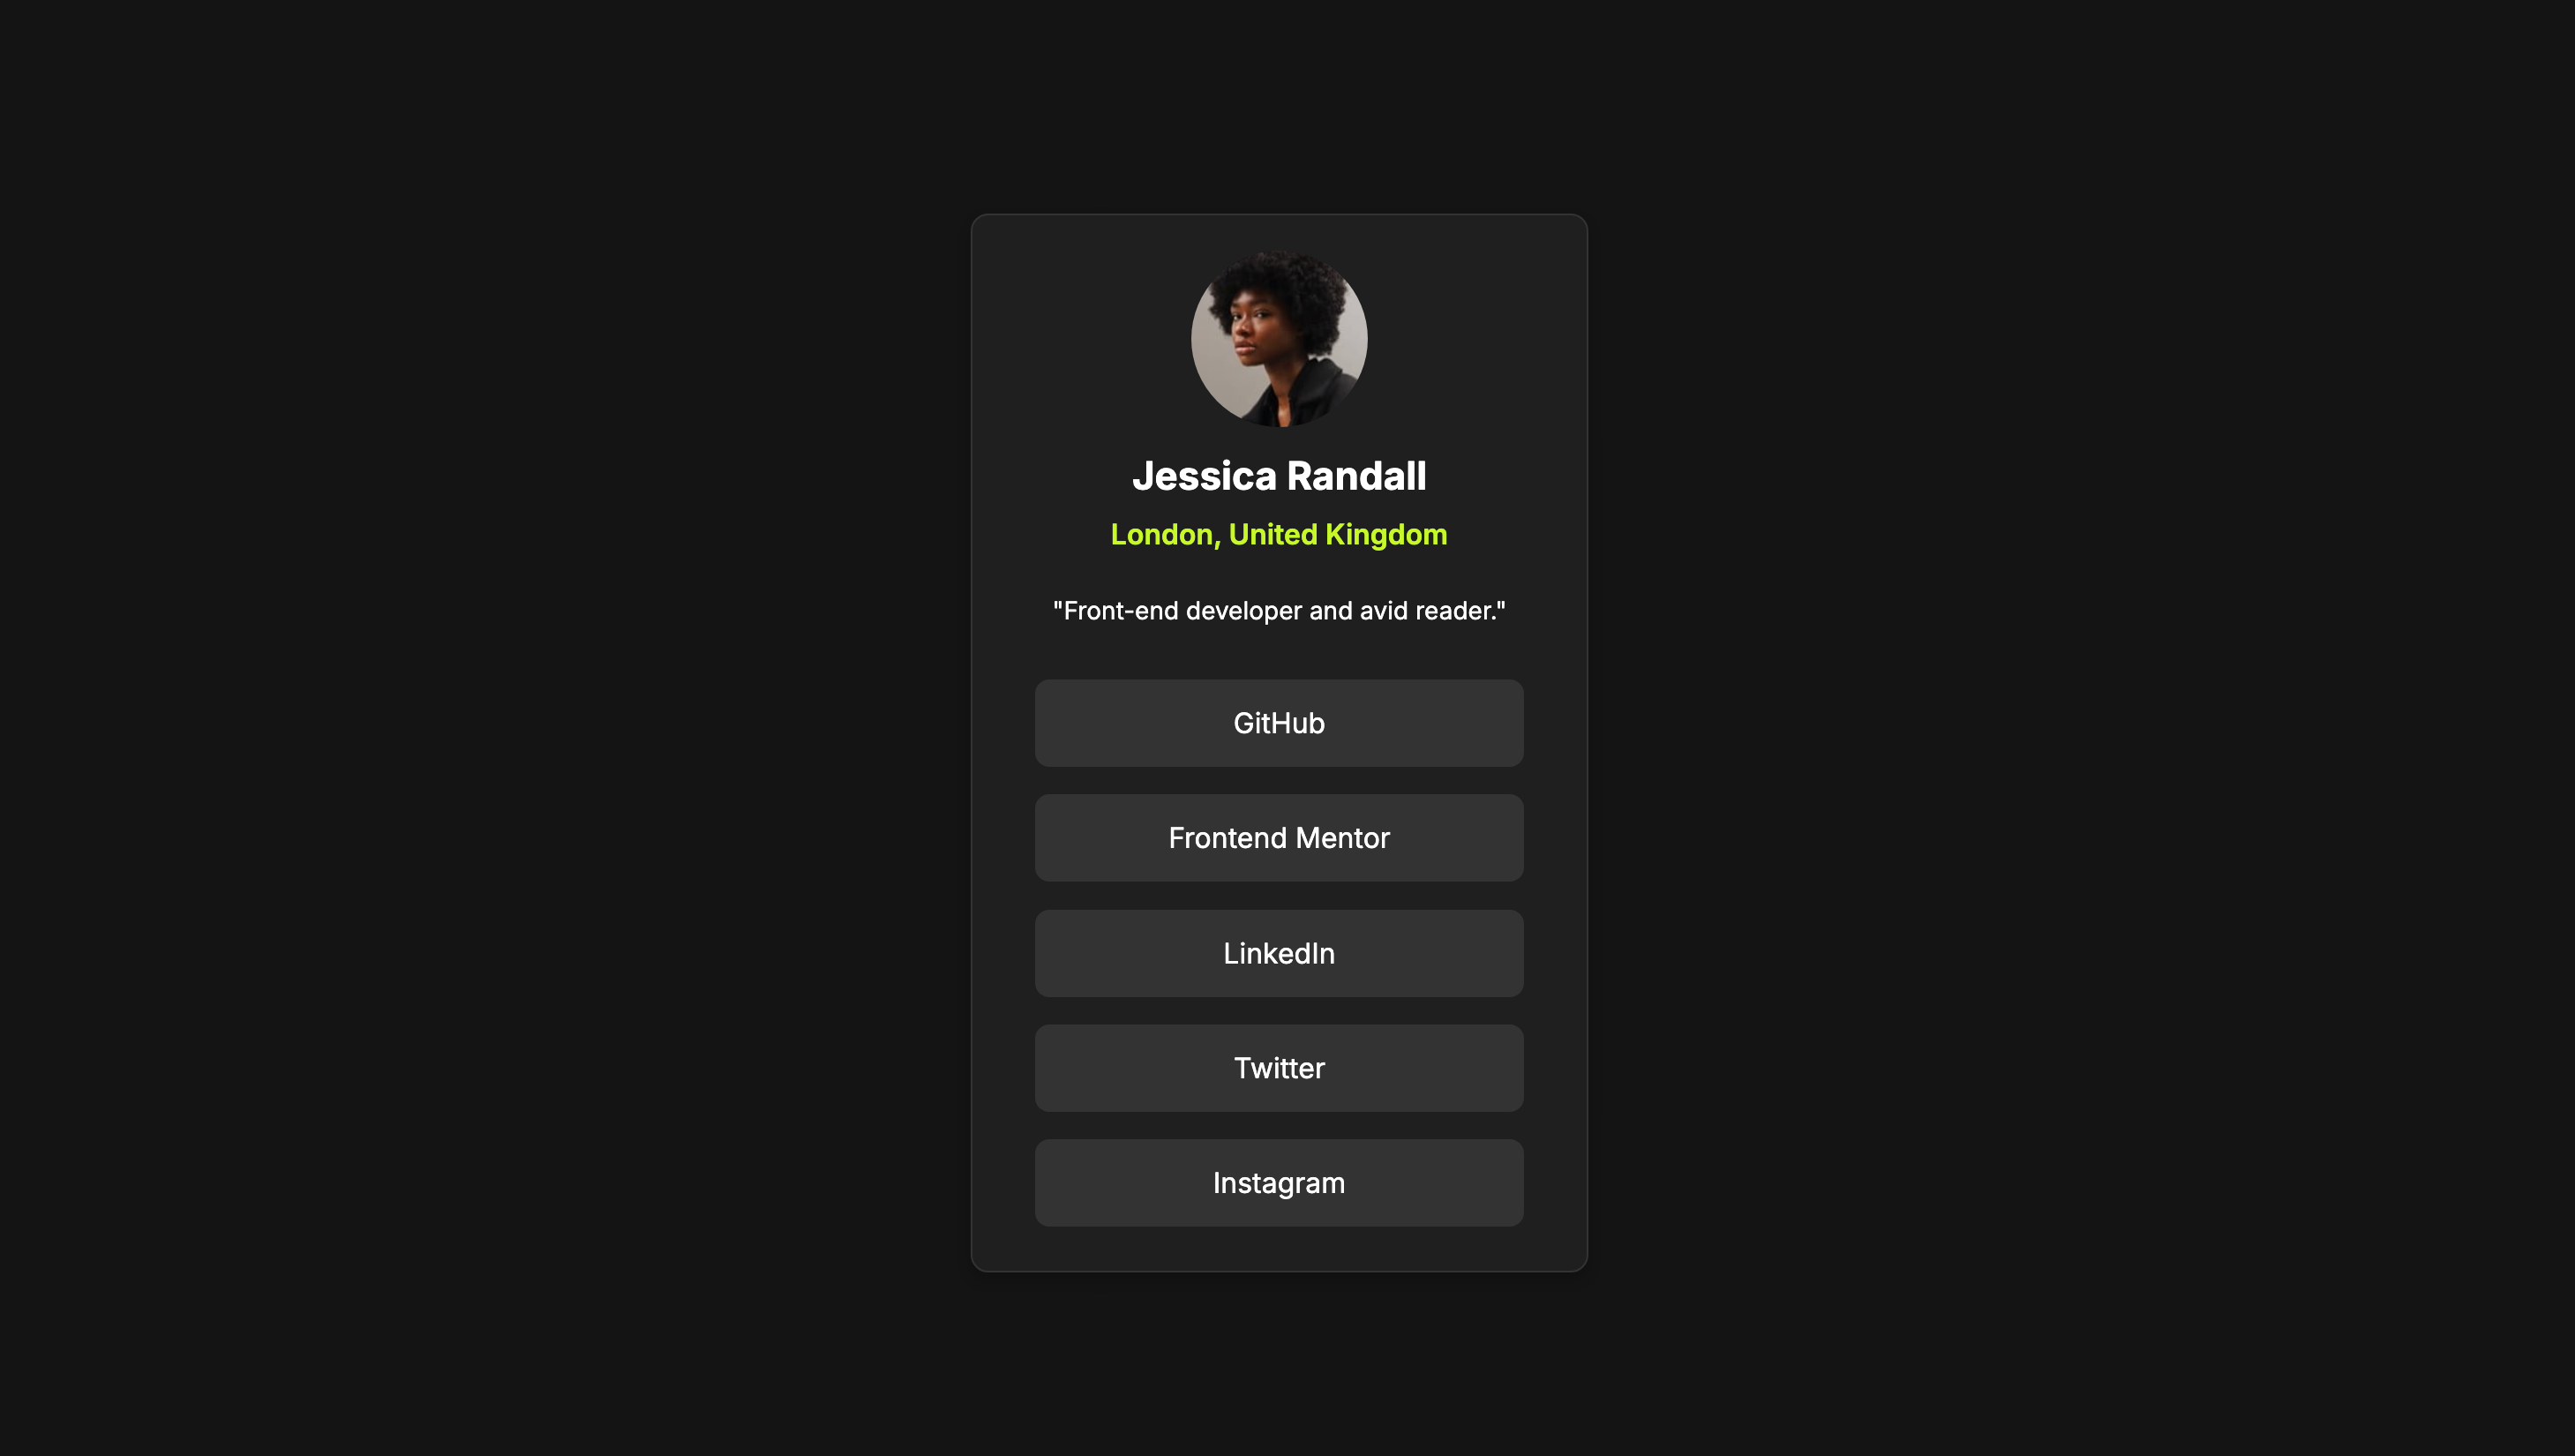 Jessica Randall
London, United Kingdom
"Front-end developer and avid reader."
GitHub
Frontend Mentor
LinkedIn
Twitter
Instagram